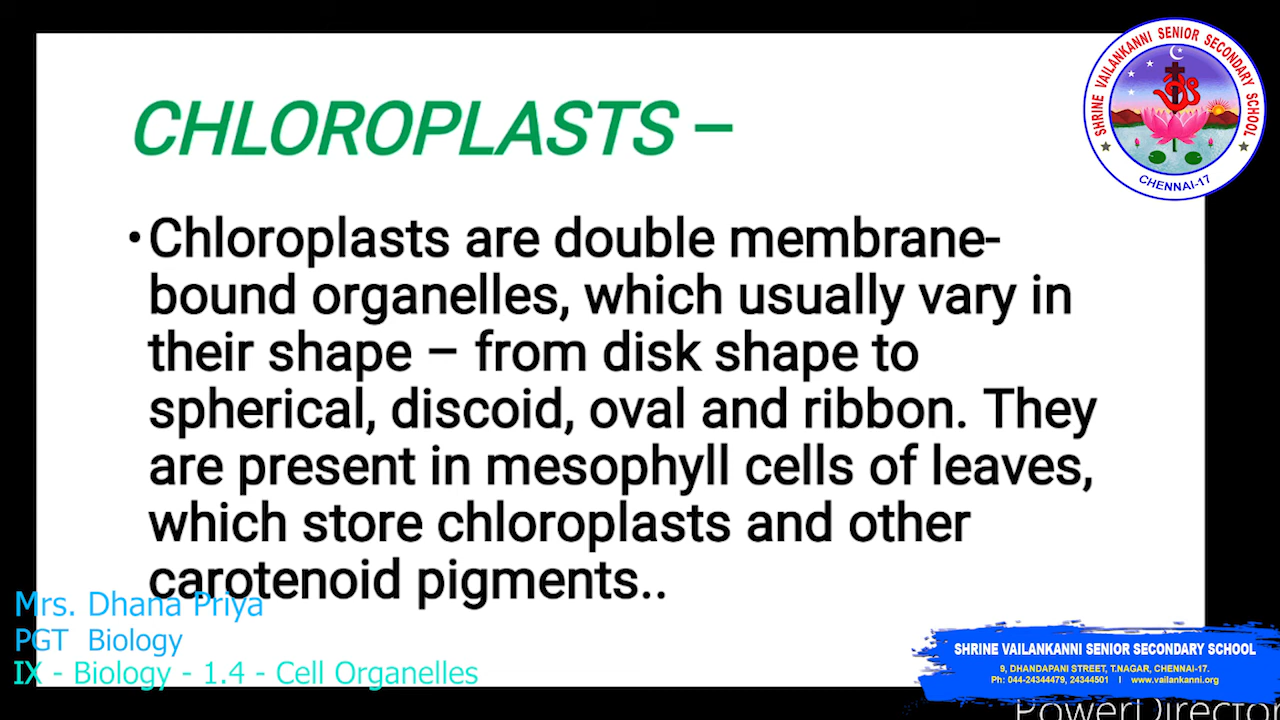 CHLOROPLASTS –
•Chloroplasts are double membrane-
bound organelles, which usually vary in
their shape – from disk shape to
spherical, discoid, oval and ribbon. They
are present in mesophyll cells of leaves,
which store chloroplasts and other
carotenoid pigments..
Mrs. Dhana Priya
PGT Biology
IX - Biology - 1.4 - Cell Organelles
SHRINE VAILANKANNI SENIOR SECONDARY SCHOOL
CHENNAI-17
SHRINE VAILANKANNI SENIOR SECONDARY SCHOOL
9, DHANDAPANI STREET, T.NAGAR, CHENNAI-17.
Ph: 044-24344479, 24344501 I www.vailankanni.org
PowerDirector